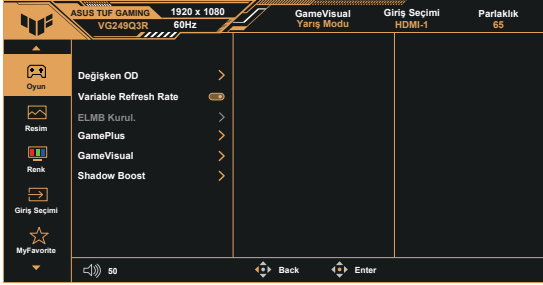 ASUS TUF GAMING 1920 x 1080 GameVisual Giriş Seçimi Parlaklık
VG249Q3R 60Hz Yarış Modu HDMI-1 65
Oyun
Resim
Renk
Giriş Seçimi
MyFavorite
Değişken OD
Variable Refresh Rate
ELMB Kurul.
GamePlus
GameVisual
Shadow Boost
50 Back Enter